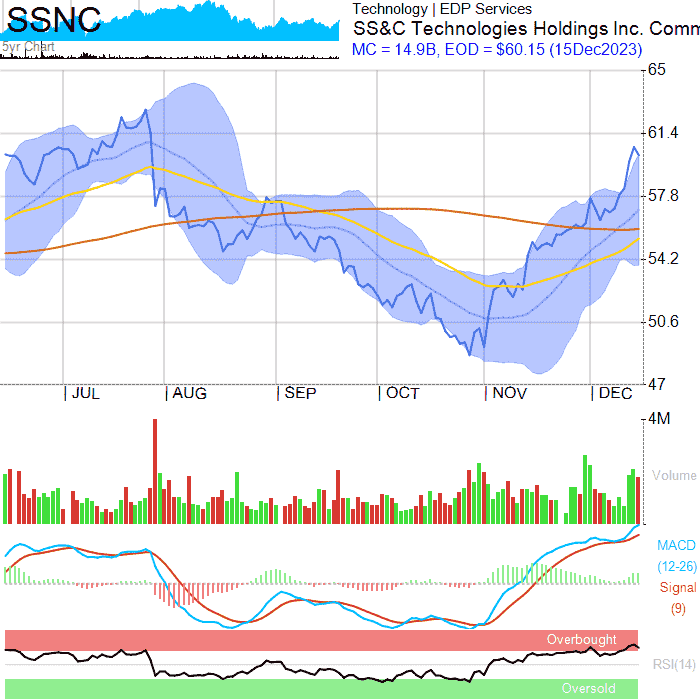 SSNC
5yr Chart
Technology | EDP Services
SS&C Technologies Holdings Inc. Comm
MC = 14.9B, EOD = $60.15 (15Dec2023)
65
61.4
57.8
54.2
50.6
47
JUL AUG SEP OCT NOV DEC
4M
Volume
MACD
(12-26)
Signal
(9)
Overbought
RSI(14)
Oversold